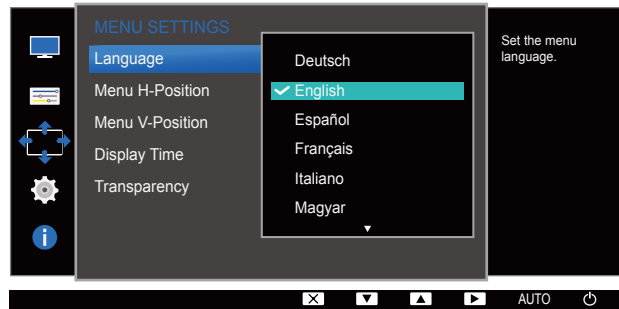 MENU SETTINGS
Language
Menu H-Position
Menu V-Position
Display Time
Transparency
Deutsch
English
Español
Français
Italiano
Magyar
Set the menu
language.
AUTO